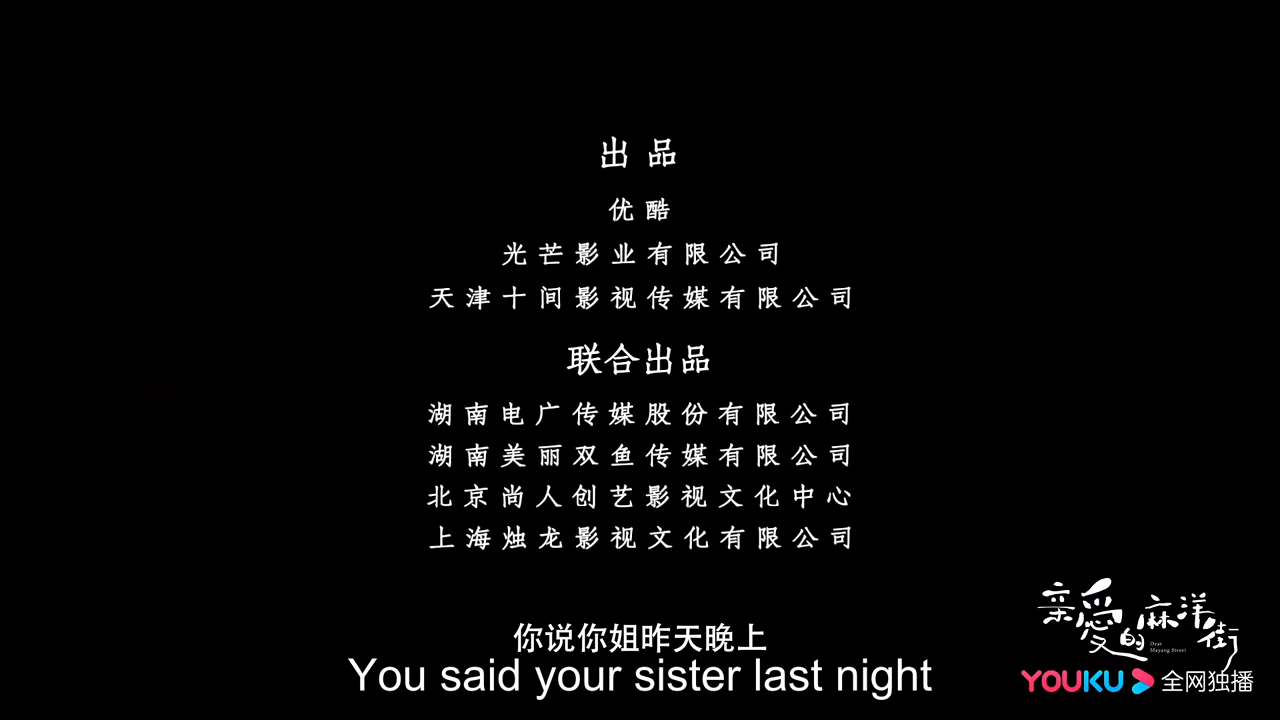 出品
优酷
光芒影业有限公司
天津十间影视传媒有限公司
联合出品
湖南电广传媒股份有限公司
湖南美丽双鱼传媒有限公司
北京尚人创艺影视文化中心
上海烛龙影视文化有限公司
你说你姐昨天晚上
You said your sister last night
亲爱的麻洋街
Dear
Mayang Street
YOUKU 全网独播